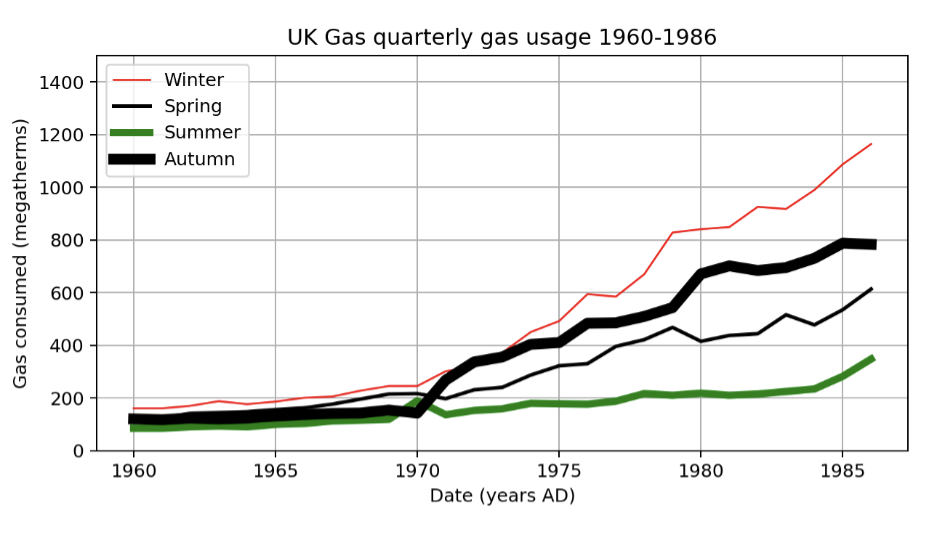 UK Gas quarterly gas usage 1960-1986
Gas consumed (megatherms)
1400
1200
1000
800
600
400
200
0
Winter
Spring
Summer
Autumn
1960 1965 1970 1975 1980 1985
Date (years AD)